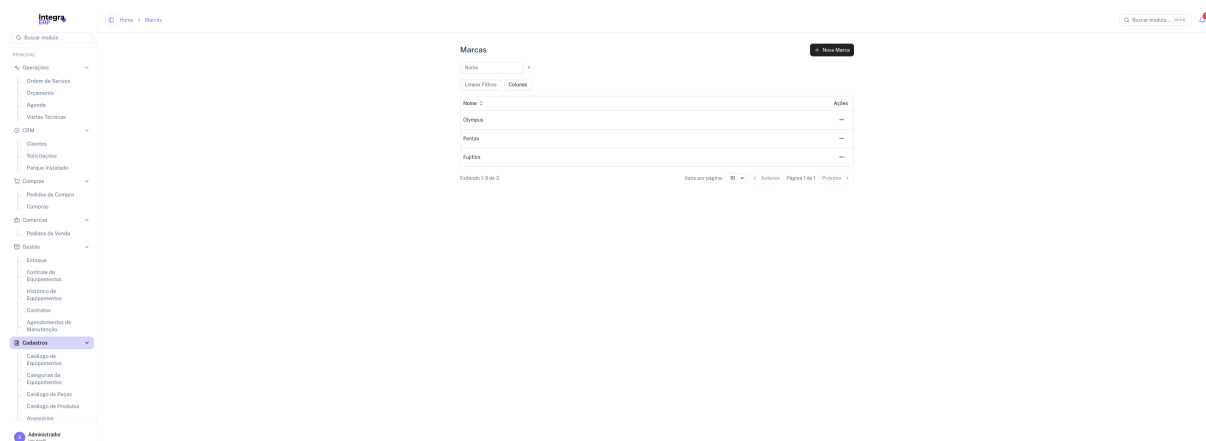 Integra
ERP
Home > Marcas
Buscar modulo...
Buscar modulo
PRINCIPAL
Operações
Ordem de Serviço
Orçamento
Agenda
Visitas Técnicas
CRM
Clientes
Solicitações
Parque Instalado
Compras
Pedidos de Compra
Compras
Comercial
Pedidos de Venda
Gestão
Estoque
Controle de
Equipamentos
Histórico de
Equipamentos
Contratos
Agendamentos de
Manutenção
Cadastros
Catálogo de
Equipamentos
Categorias de
Equipamentos
Catálogo de Peças
Catálogo de Produtos
Acessórios
A Administrador
Marcas
+ Nova Marca
Nome
Limpar Filtros Colunas
Nome Ações
Olympus ...
Pentax ...
Fujifilm ...
Exibindo 1-3 de 3 Itens por página: 10 < Anterior Página 1 de 1 Próximo >